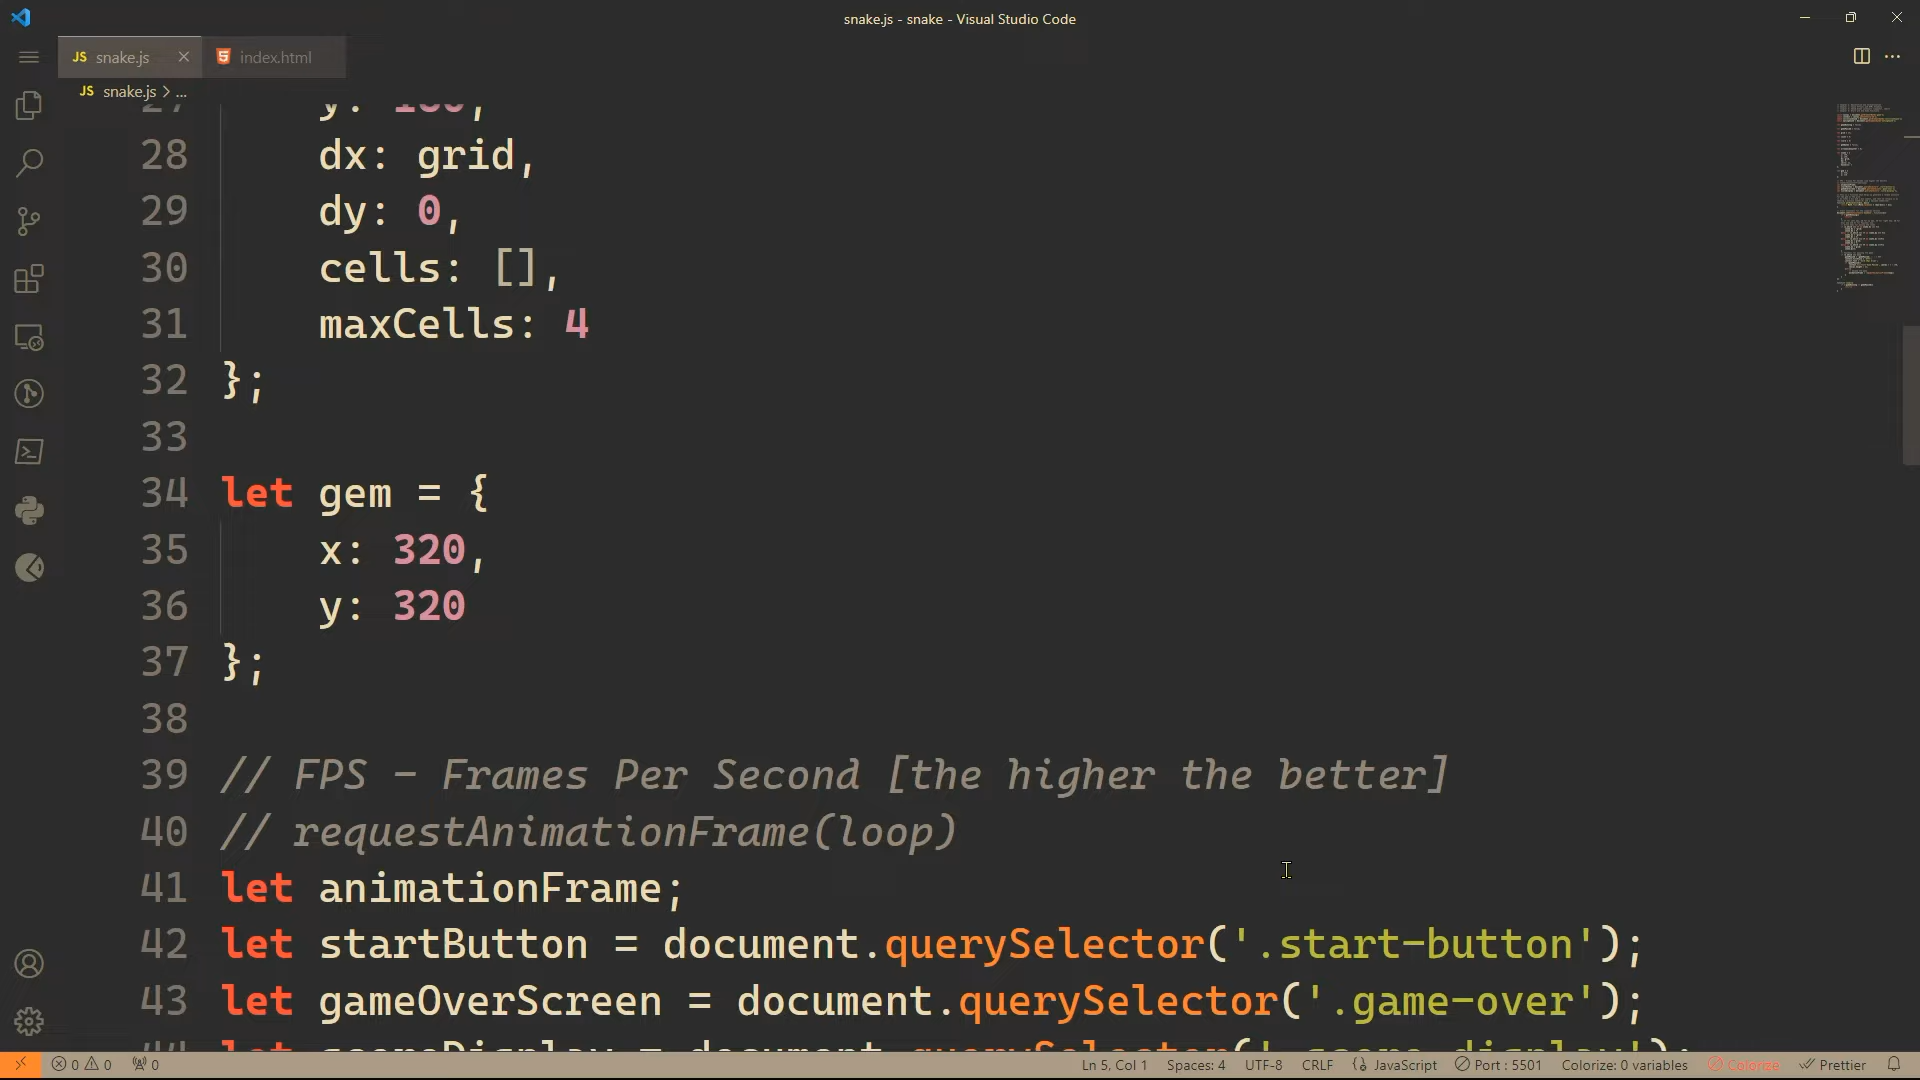 snake.js - snake - Visual Studio Code
JS snake.js
index.html
JS snake.js > ...
28 dx: grid,
29 dy: 0,
30 cells: [],
31 maxCells: 4
32 };
33
34 let gem = {
35 x: 320,
36 y: 320
37 };
38
39 // FPS - Frames Per Second [the higher the better]
40 // requestAnimationFrame(loop)
41 let animationFrame;
42 let startButton = document.querySelector('.start-button');
43 let gameOverScreen = document.querySelector('.game-over');
0 0 0 Ln 5, Col 1 Spaces: 4 UTF-8 CRLF JavaScript Port : 5501 Colorize: 0 variables Colorize Prettier